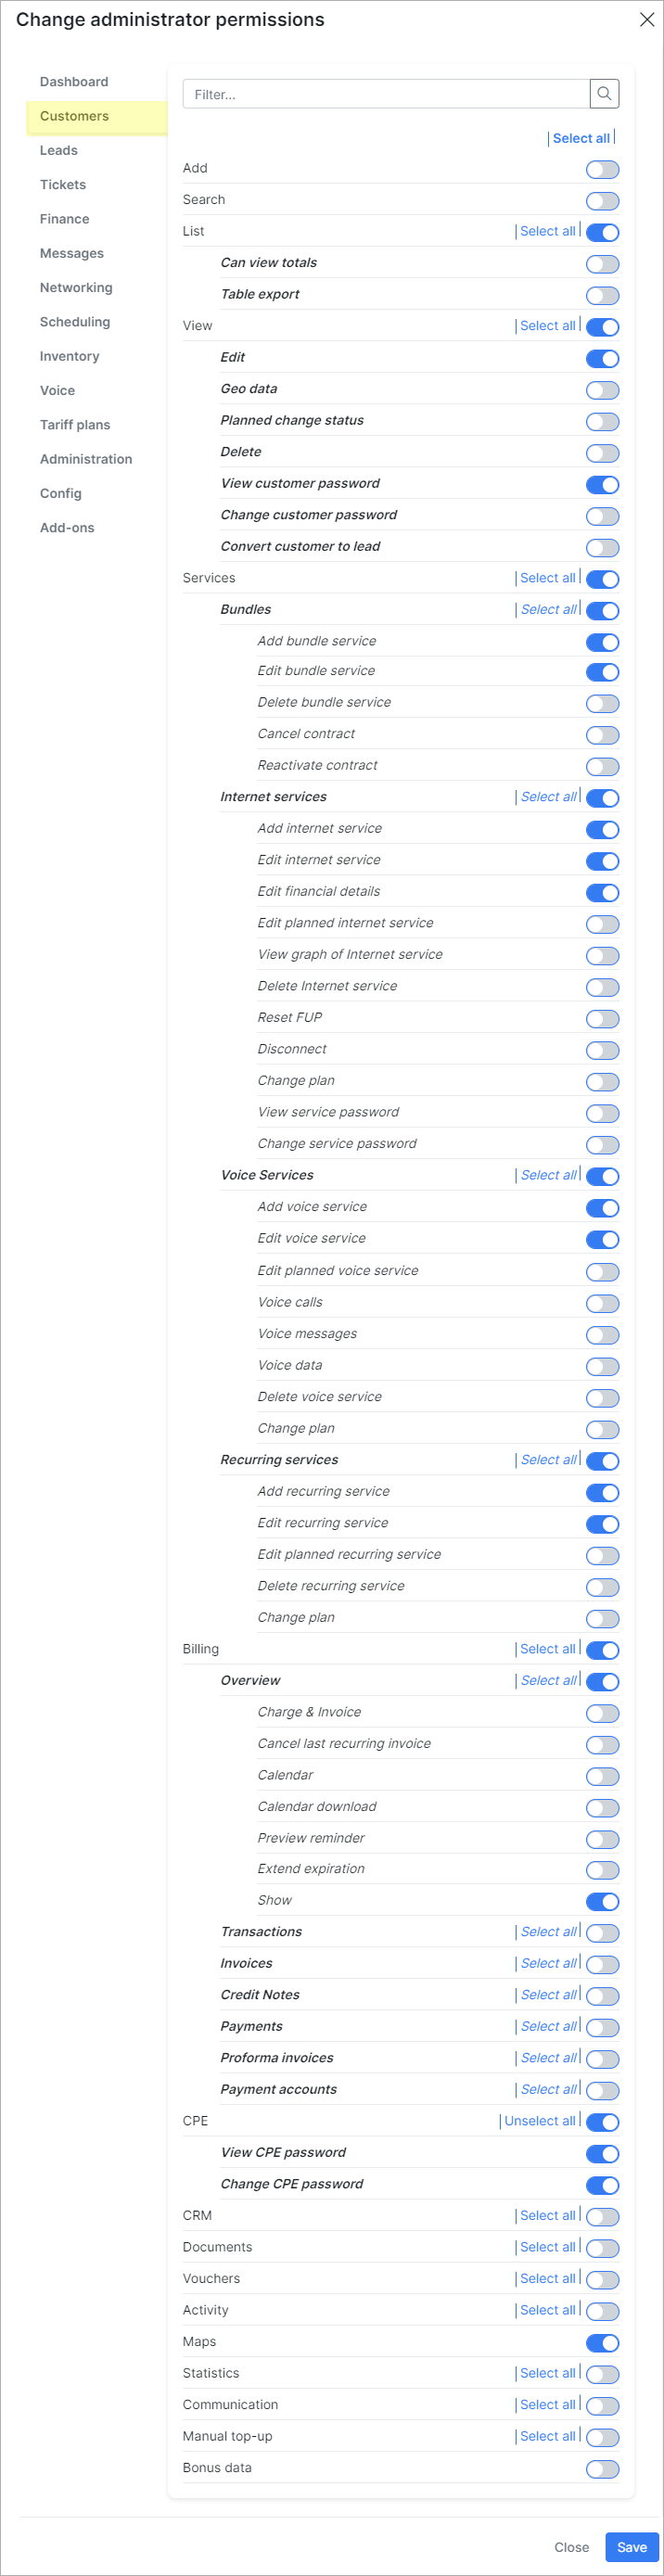 Change administrator permissions
Dashboard
Customers
Leads
Tickets
Finance
Messages
Networking
Scheduling
Inventory
Voice
Tariff plans
Administration
Config
Add-ons
Filter...
Select all
Add
Search
List Select all
Can view totals
Table export
View Select all
Edit
Geo data
Planned change status
Delete
View customer password
Change customer password
Convert customer to lead
Services Select all
Bundles Select all
Add bundle service
Edit bundle service
Delete bundle service
Cancel contract
Reactivate contract
Internet services Select all
Add internet service
Edit internet service
Edit financial details
Edit planned internet service
View graph of Internet service
Delete Internet service
Reset FUP
Disconnect
Change plan
View service password
Change service password
Voice Services Select all
Add voice service
Edit voice service
Edit planned voice service
Voice calls
Voice messages
Voice data
Delete voice service
Change plan
Recurring services Select all
Add recurring service
Edit recurring service
Edit planned recurring service
Delete recurring service
Change plan
Billing Select all
Overview Select all
Charge & Invoice
Cancel last recurring invoice
Calendar
Calendar download
Preview reminder
Extend expiration
Show
Transactions Select all
Invoices Select all
Credit Notes Select all
Payments Select all
Proforma invoices Select all
Payment accounts Select all
CPE Unselect all
View CPE password
Change CPE password
CRM Select all
Documents Select all
Vouchers Select all
Activity Select all
Maps
Statistics Select all
Communication Select all
Manual top-up Select all
Bonus data
Close Save